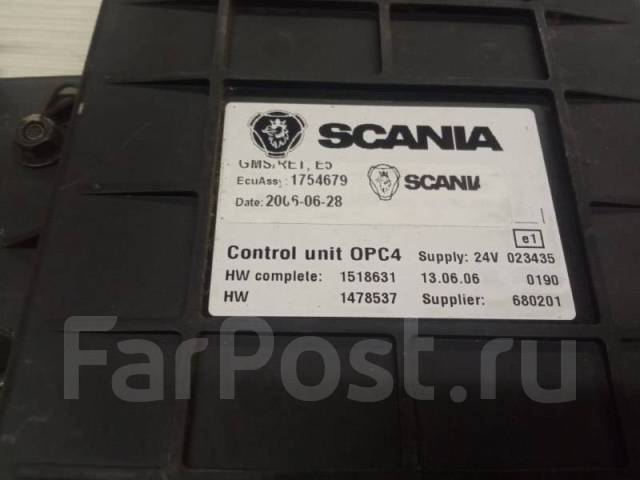 SCANIA
GMS/RET, E5
EcuAssy: 1754679 SCANIA
Date: 2006-06-28
e1
Control unit OPC4 Supply: 24V 023435
HW complete: 1518631 13.06.06 0190
HW 1478537 Supplier: 680201
FarPost.ru